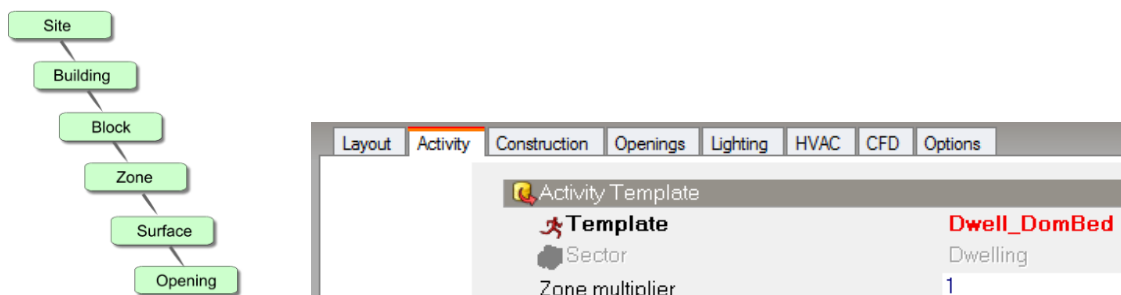 Site
Building
Block
Zone
Surface
Opening
Layout Activity Construction Openings Lighting HVAC CFD Options
Activity Template
Template Dwell_DomBed
Sector Dwelling
Zone multiplier 1